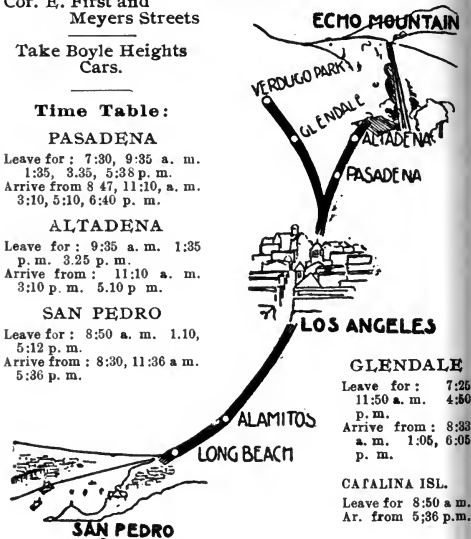 Cor. E. First and
Meyers Streets
Take Boyle Heights
Cars.
Time Table:
PASADENA
Leave for : 7:30, 9:35 a. m.
1:35, 3.35, 5:38 p. m.
Arrive from 8 47, 11:10, a. m.
3:10, 5:10, 6:40 p. m.
ALTADENA
Leave for : 9:35 a. m. 1:35
p. m. 3.25 p. m.
Arrive from : 11:10 a. m.
3:10 p. m. 5.10 p m.
SAN PEDRO
Leave for : 8:50 a. m. 1.10,
5:12 p. m.
Arrive from : 8:30, 11:36 a m.
5:36 p. m.
ECHO MOUNTAIN
VERDUGO PARK
GLENDALE
ALTADENA
PASADENA
LOS ANGELES
ALAMITOS
LONG BEACH
SAN PEDRO
GLENDALE
Leave for : 7:25
11:50 a. m. 4:50
p. m.
Arrive from : 8:33
a. m. 1:05, 6:05
p. m.
CATALINA ISL.
Leave for 8:50 a m.
Ar. from 5;36 p.m.